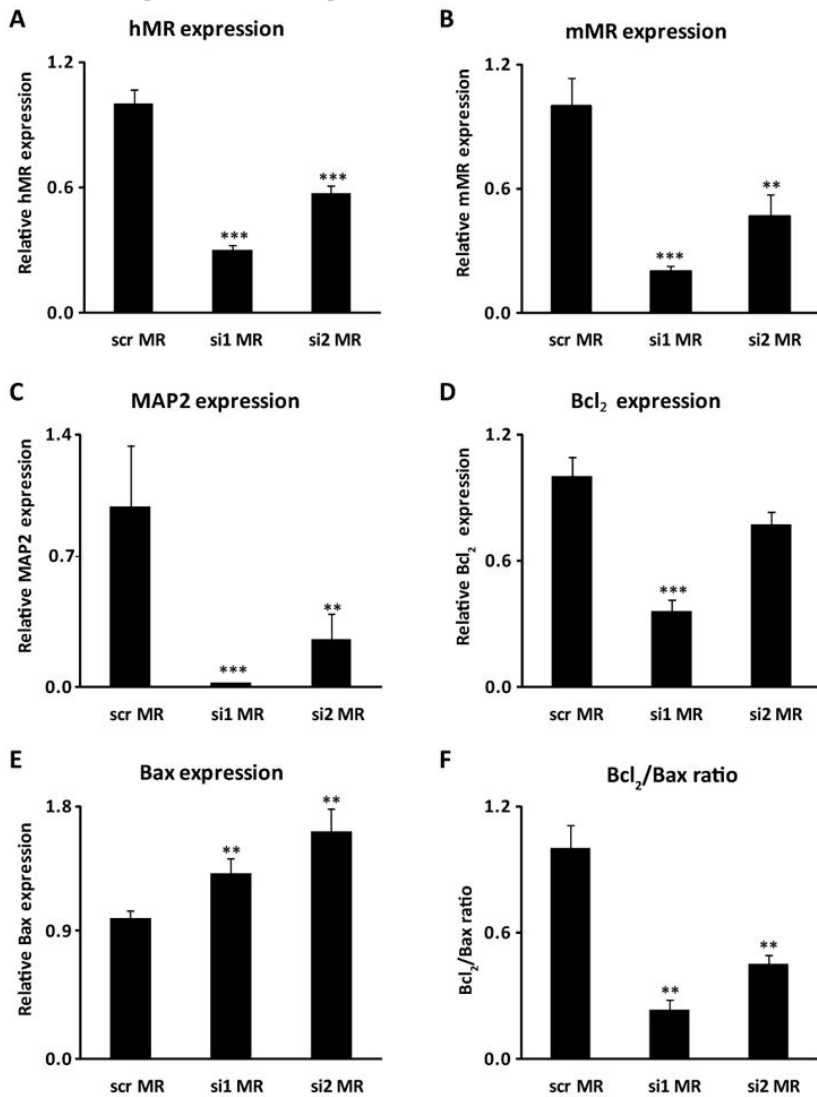 A
hMR expression
Relative hMR expression
1.2
0.6
0.0
***
***
scr MR si1 MR si2 MR
B
mMR expression
Relative mMR expression
1.2
0.6
0.0
***
**
scr MR si1 MR si2 MR
C
MAP2 expression
Relative MAP2 expression
1.4
0.7
0.0
***
**
scr MR si1 MR si2 MR
D
Bcl₂ expression
Relative Bcl₂ expression
1.2
0.6
0.0
***
scr MR si1 MR si2 MR
E
Bax expression
Relative Bax expression
1.8
0.9
0.0
**
**
scr MR si1 MR si2 MR
F
Bcl₂/Bax ratio
Bcl₂/Bax ratio
1.2
0.6
0.0
**
**
scr MR si1 MR si2 MR